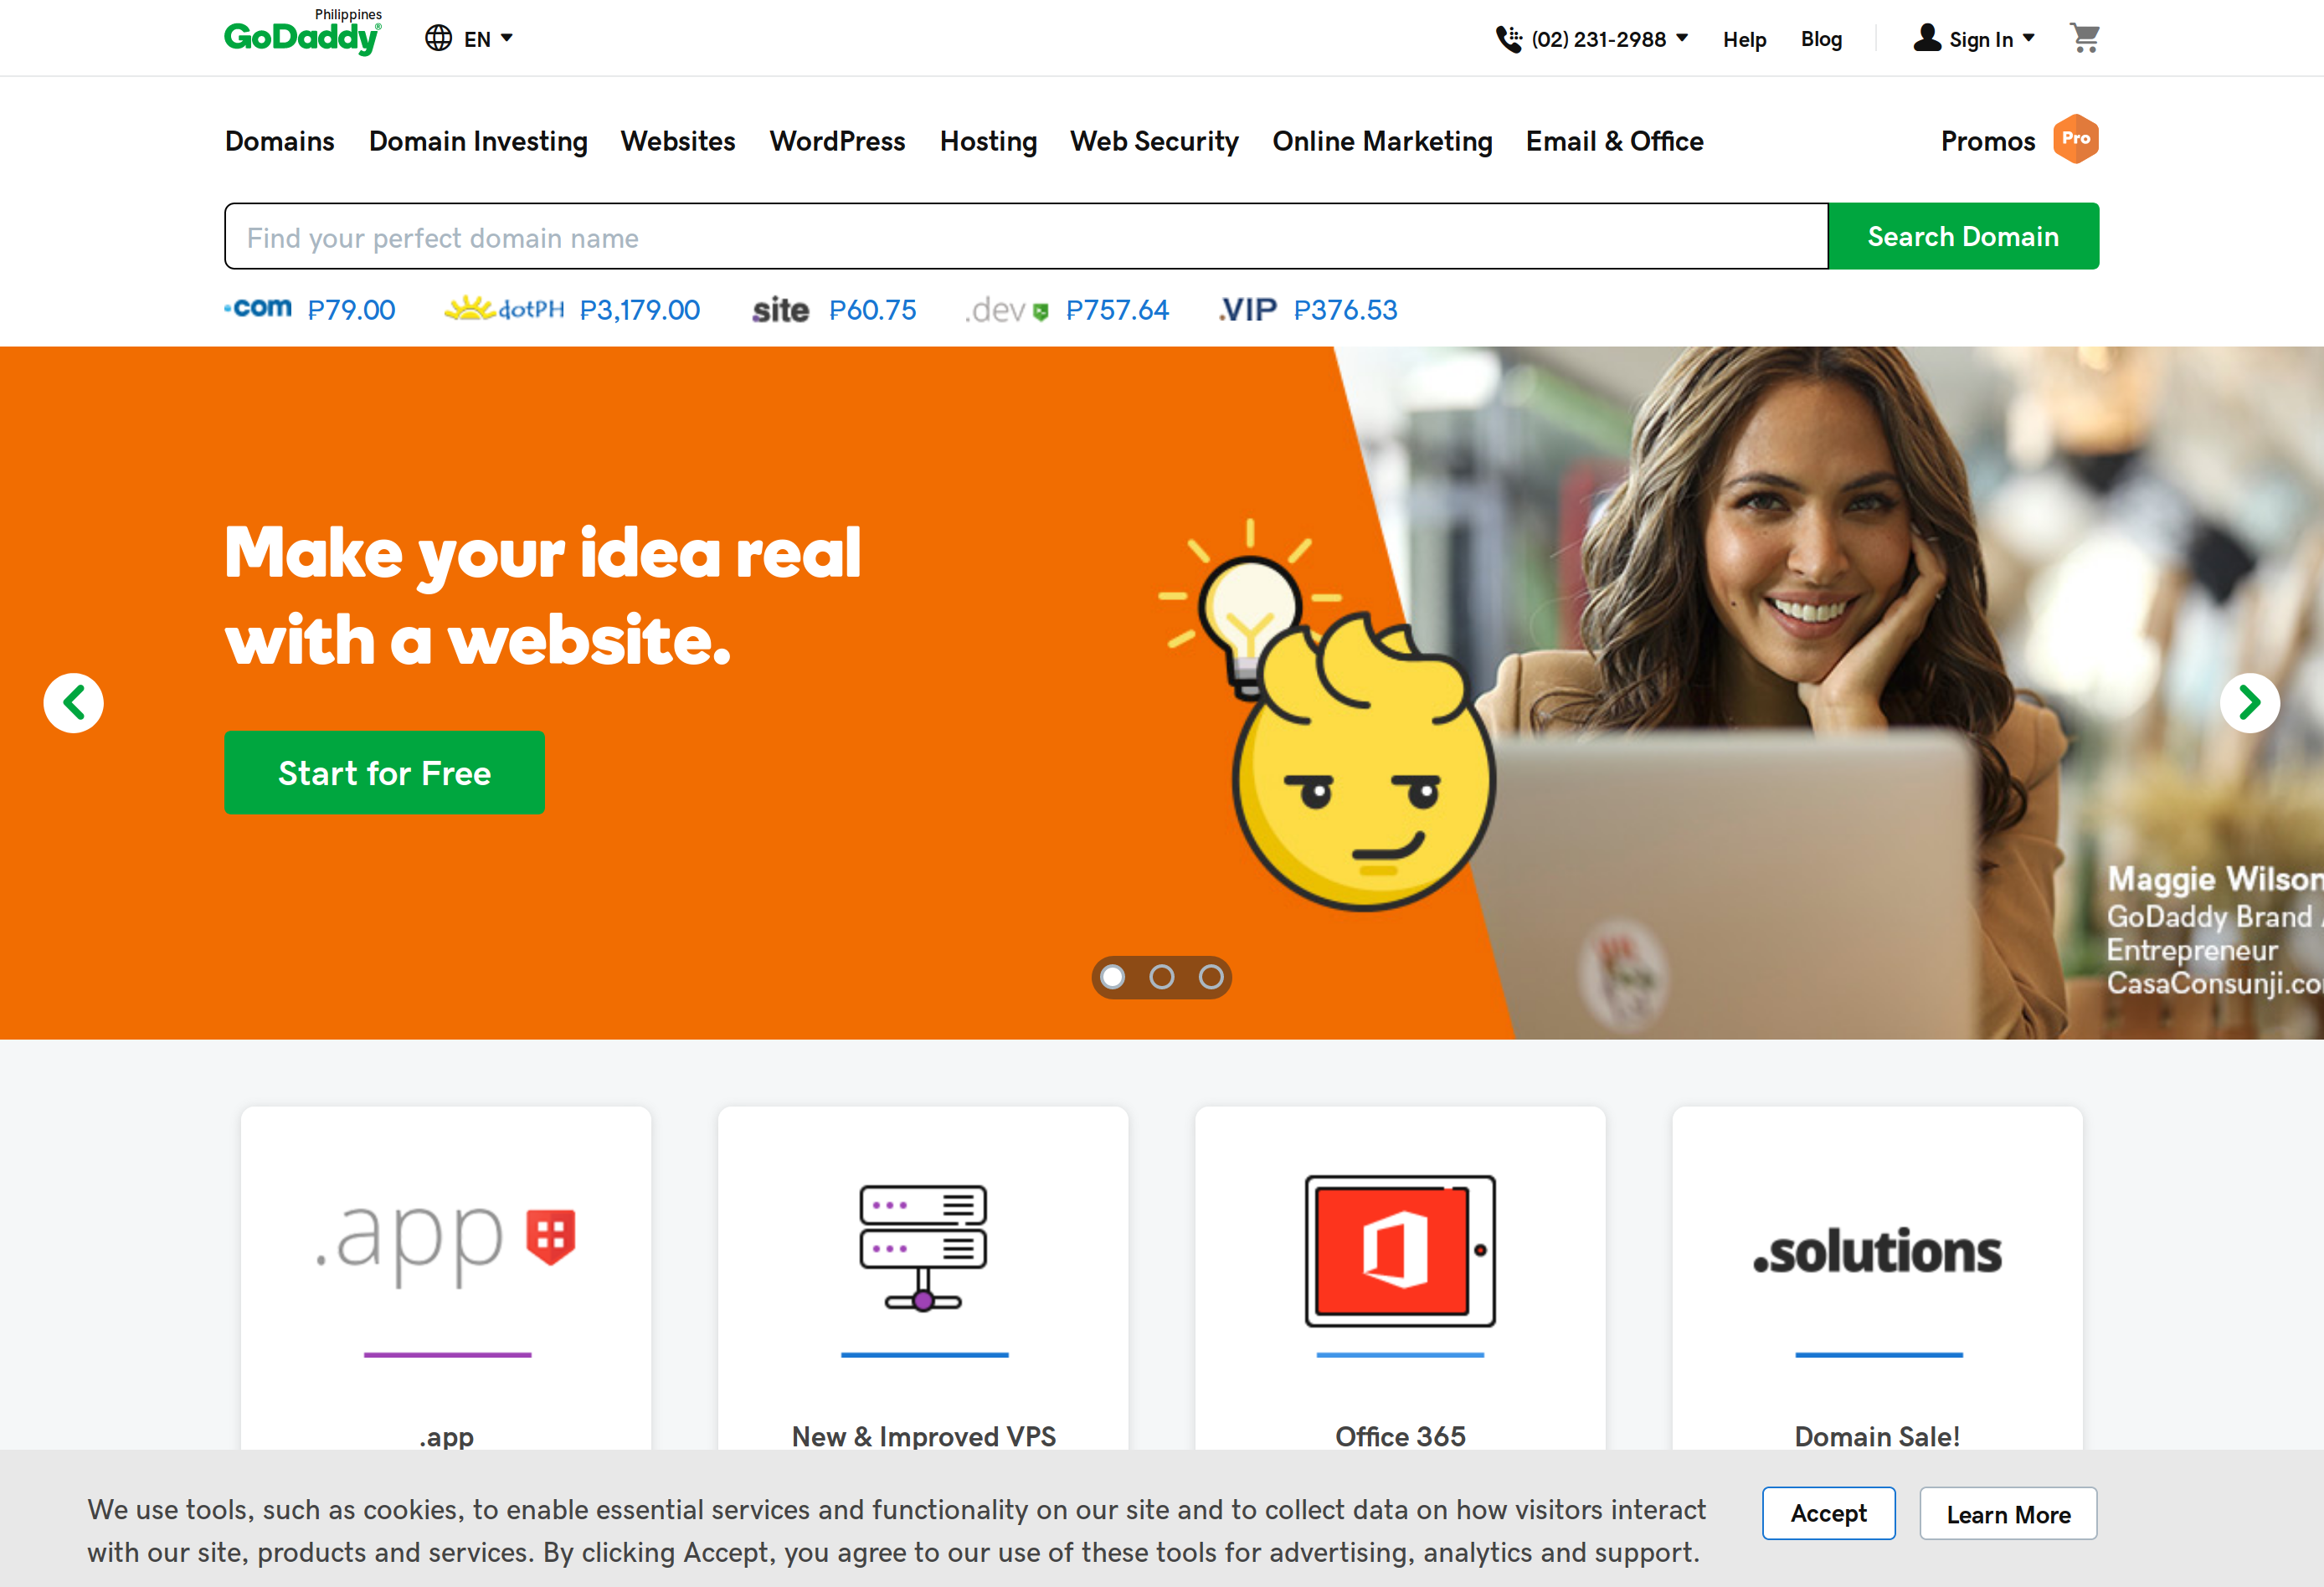 Philippines
GoDaddy®
EN
(02) 231-2988
Help
Blog
Sign In
Domains
Domain Investing
Websites
WordPress
Hosting
Web Security
Online Marketing
Email & Office
Promos
Pro
Find your perfect domain name
Search Domain
.com ₱79.00
dotPH ₱3,179.00
.site ₱60.75
.dev ₱757.64
.VIP ₱376.53
Make your idea real
with a website.
Start for Free
Maggie Wilson
GoDaddy Brand
Entrepreneur
CasaConsunji.co
.app
.solutions
.app
New & Improved VPS
Office 365
Domain Sale!
We use tools, such as cookies, to enable essential services and functionality on our site and to collect data on how visitors interact
with our site, products and services. By clicking Accept, you agree to our use of these tools for advertising, analytics and support.
Accept
Learn More